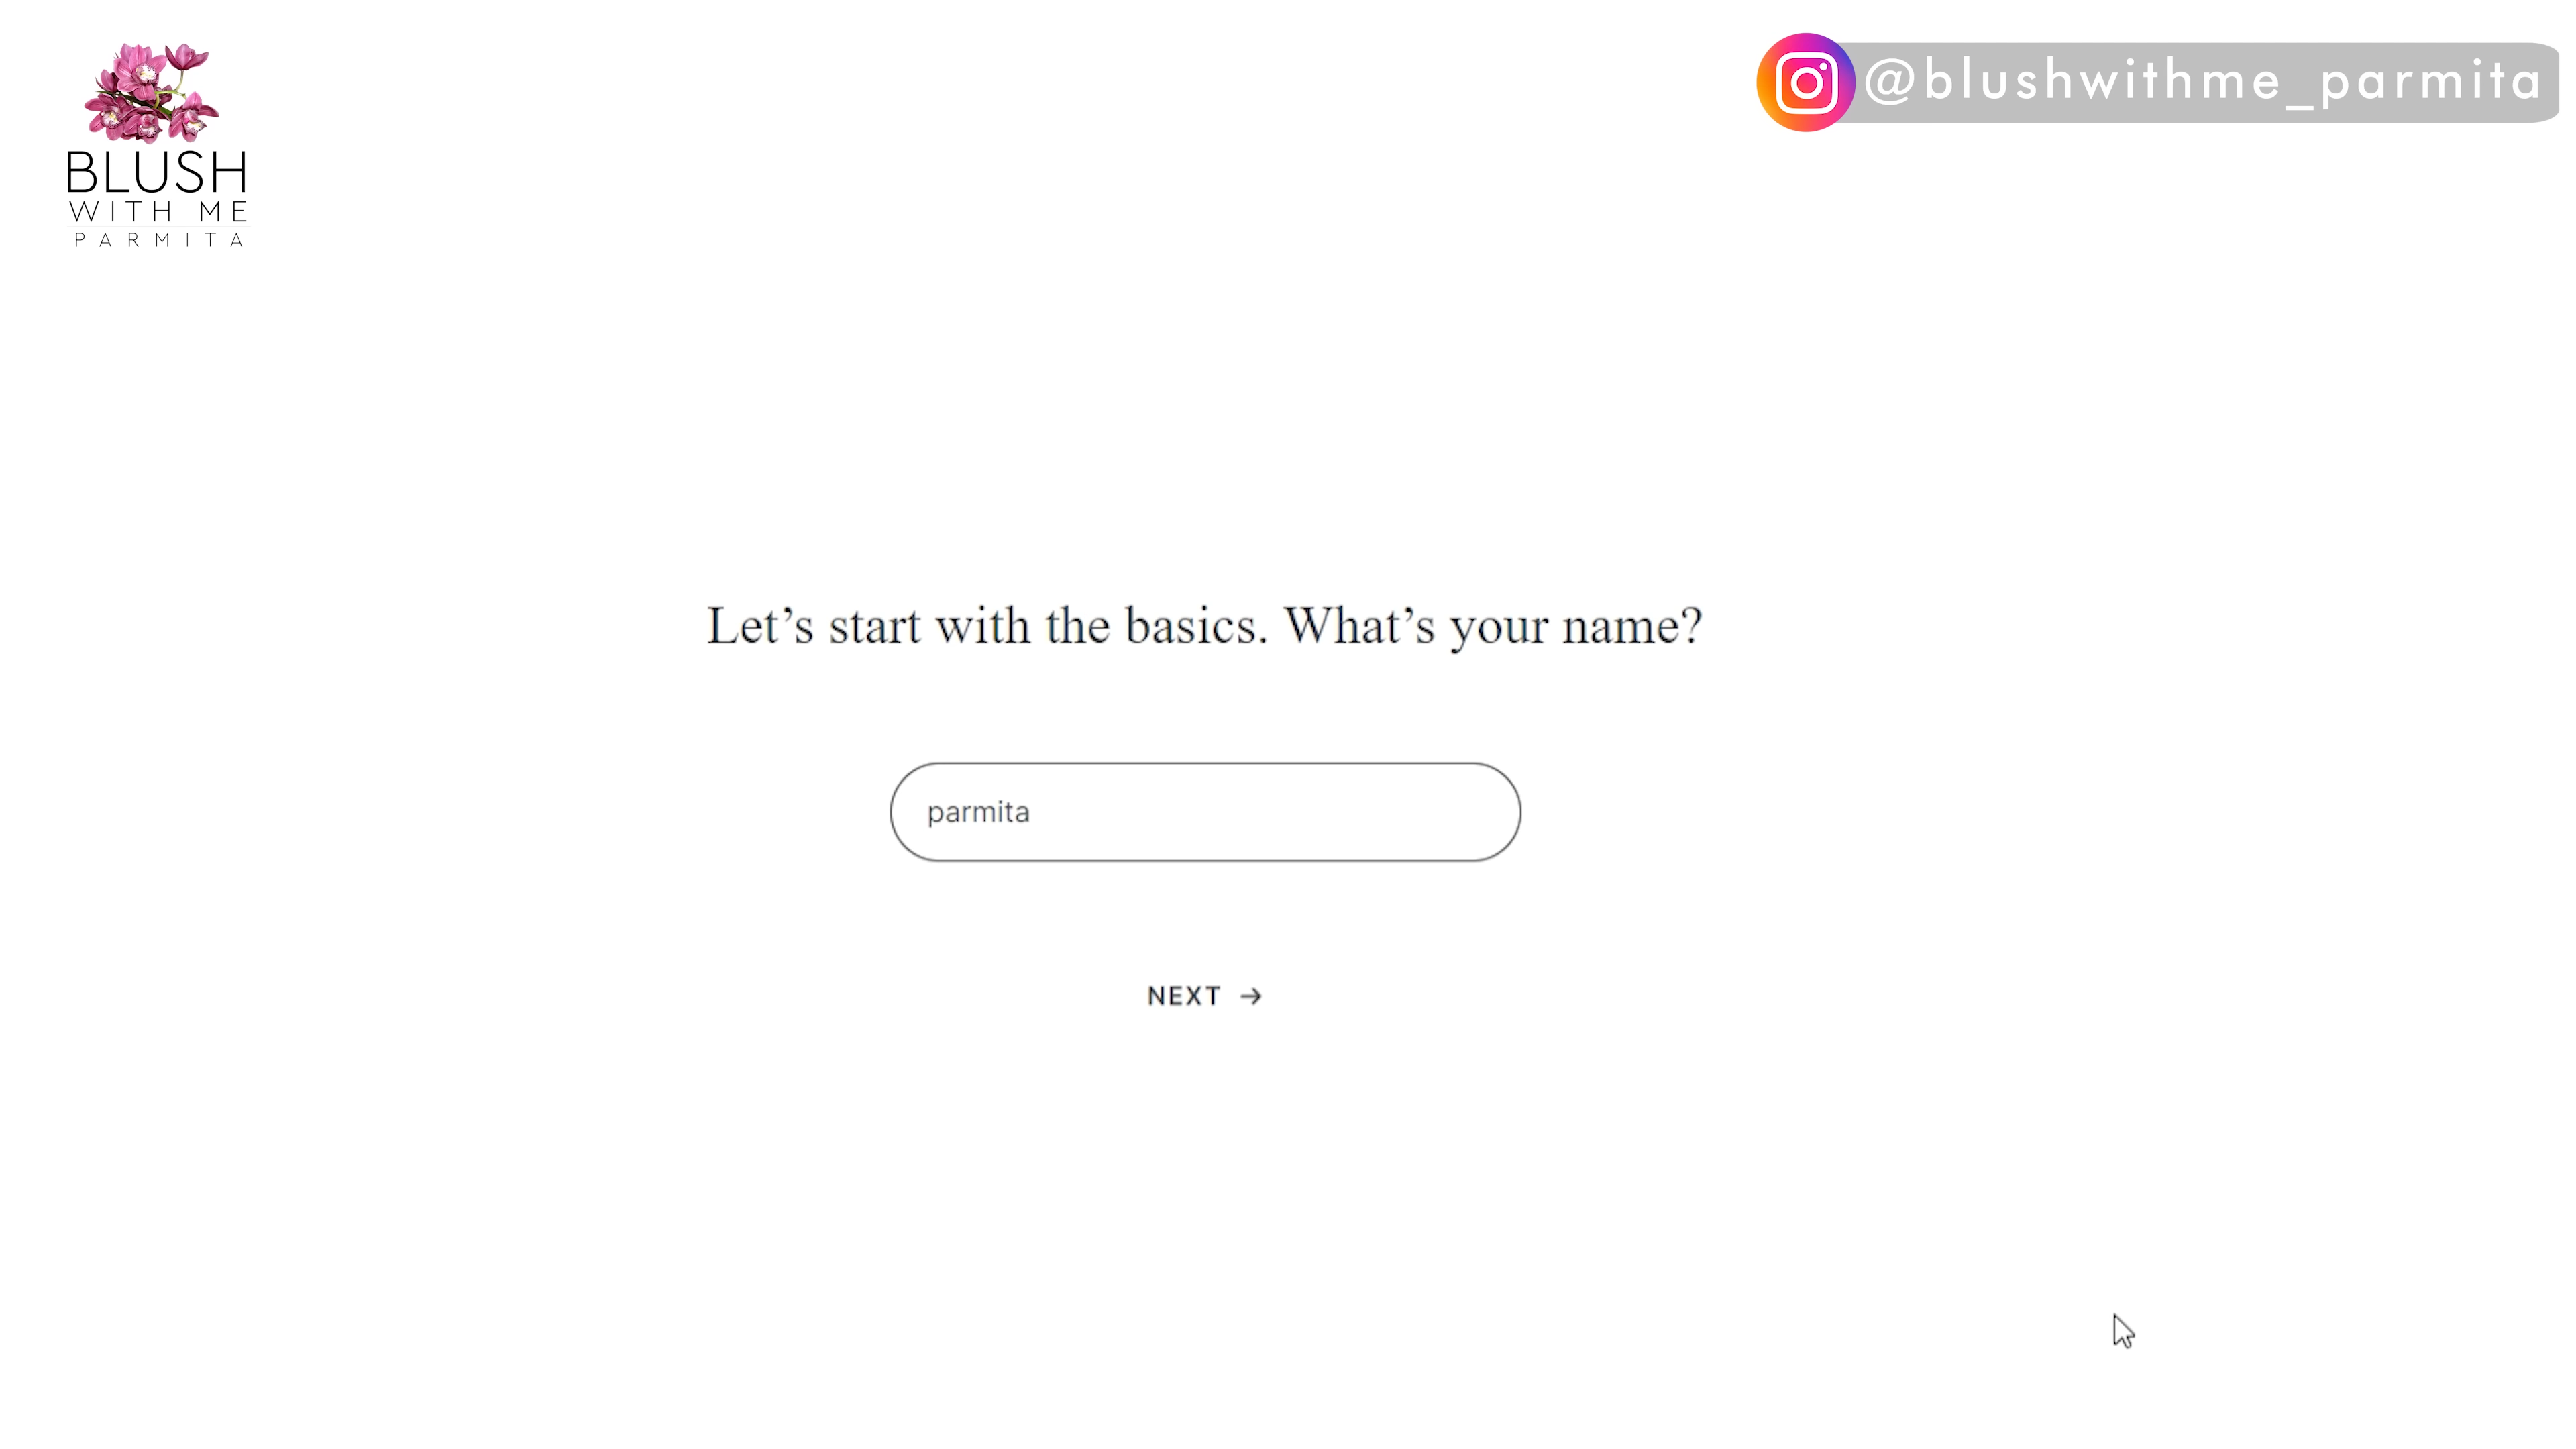 BLUSH
WITH ME
PARMITA
@blushwithme_parmita
Let’s start with the basics. What’s your name?
parmita
NEXT →